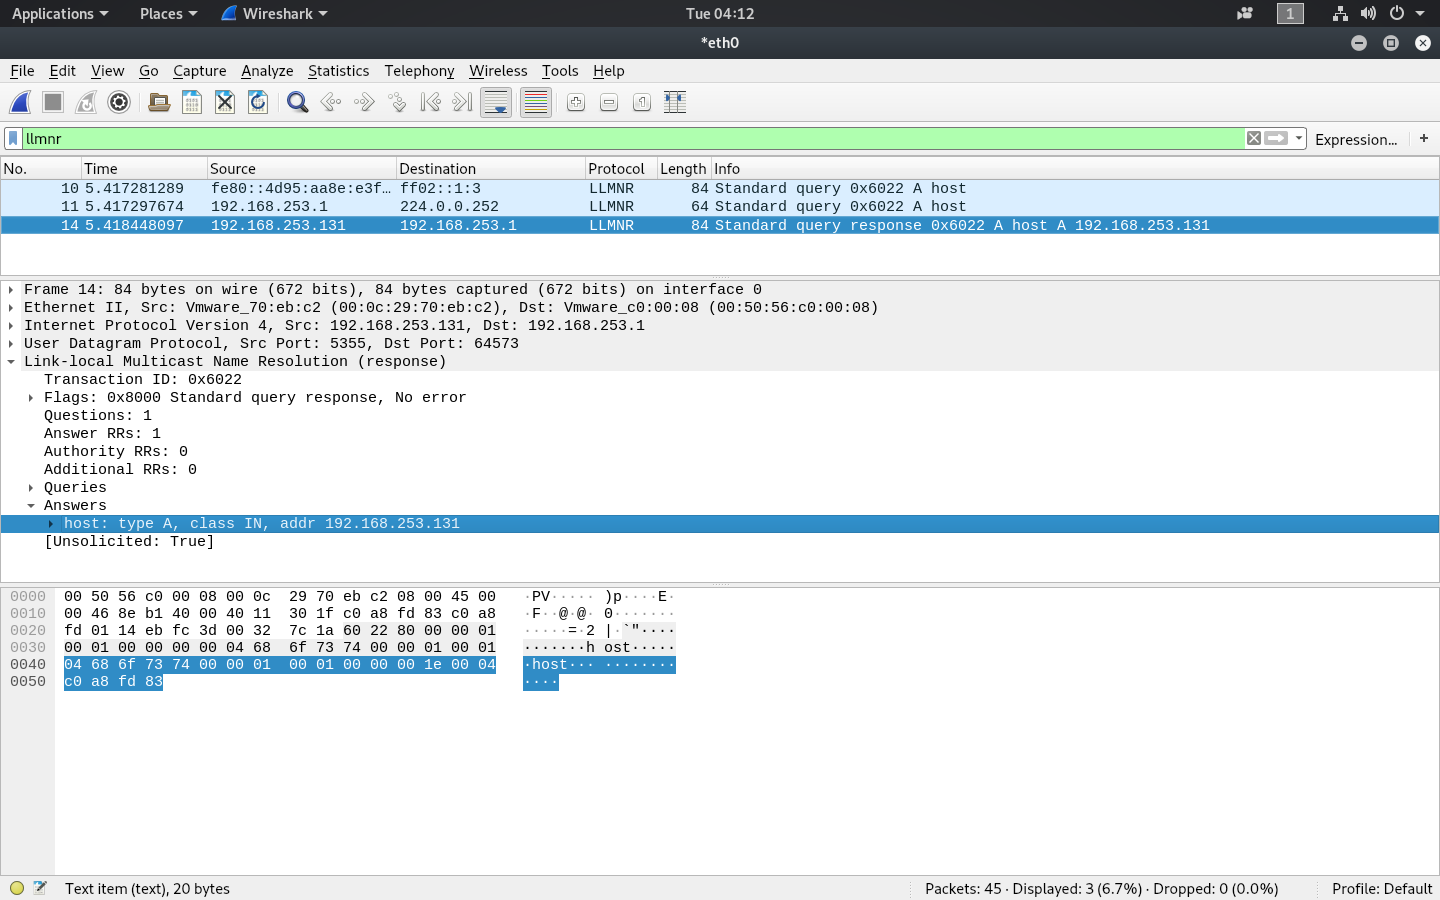 Applications Places Wireshark Tue 04:12 1
*eth0
File Edit View Go Capture Analyze Statistics Telephony Wireless Tools Help
llmnr Expression... +
No. Time Source Destination Protocol Length Info
10 5.417281289 fe80::4d95:aa8e:e3f... ff02::1:3 LLMNR 84 Standard query 0x6022 A host
11 5.417297674 192.168.253.1 224.0.0.252 LLMNR 64 Standard query 0x6022 A host
14 5.418448097 192.168.253.131 192.168.253.1 LLMNR 84 Standard query response 0x6022 A host A 192.168.253.131
Frame 14: 84 bytes on wire (672 bits), 84 bytes captured (672 bits) on interface 0
Ethernet II, Src: Vmware_70:eb:c2 (00:0c:29:70:eb:c2), Dst: Vmware_c0:00:08 (00:50:56:c0:00:08)
Internet Protocol Version 4, Src: 192.168.253.131, Dst: 192.168.253.1
User Datagram Protocol, Src Port: 5355, Dst Port: 64573
Link-local Multicast Name Resolution (response)
Transaction ID: 0x6022
Flags: 0x8000 Standard query response, No error
Questions: 1
Answer RRs: 1
Authority RRs: 0
Additional RRs: 0
Queries
Answers
host: type A, class IN, addr 192.168.253.131
[Unsolicited: True]
0000 00 50 56 c0 00 08 00 0c 29 70 eb c2 08 00 45 00 ·PV····· )p····E·
0010 00 46 8e b1 40 00 40 11 30 1f c0 a8 fd 83 c0 a8 ·F··@·@· 0·······
0020 fd 01 14 eb fc 3d 00 32 7c 1a 60 22 80 00 00 01 ·····=·2 |·`"····
0030 00 01 00 00 00 00 04 68 6f 73 74 00 00 01 00 01 ·······h ost·····
0040 04 68 6f 73 74 00 00 01 00 01 00 00 00 1e 00 04 ·host··· ········
0050 c0 a8 fd 83 ····
Text item (text), 20 bytes Packets: 45 · Displayed: 3 (6.7%) · Dropped: 0 (0.0%) Profile: Default